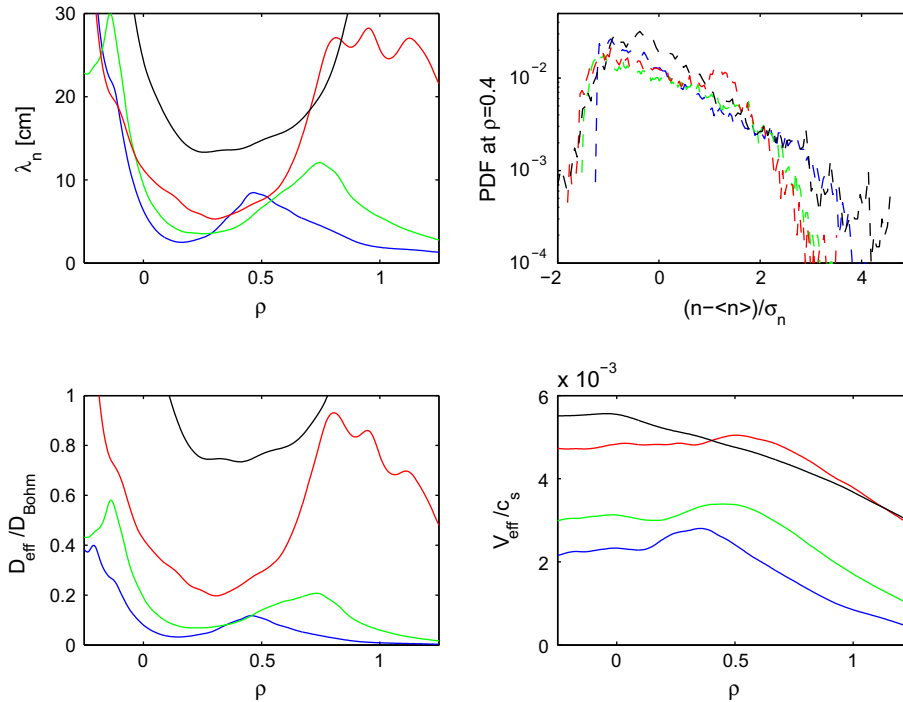 30
20
10
0
λn [cm]
0 0.5 1
ρ
10−2
10−3
10−4
PDF at ρ=0.4
−2 0 2 4
(n−<n>)/σn
1
0.8
0.6
0.4
0.2
0
Deff/DBohm
0 0.5 1
ρ
x 10−3
6
4
2
0
Veff/cs
0 0.5 1
ρ